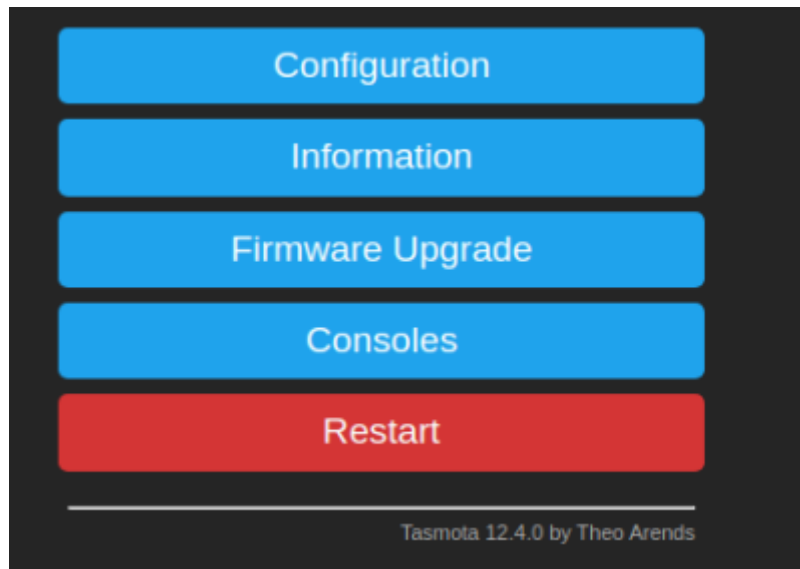 Configuration
Information
Firmware Upgrade
Consoles
Restart
Tasmota 12.4.0 by Theo Arends